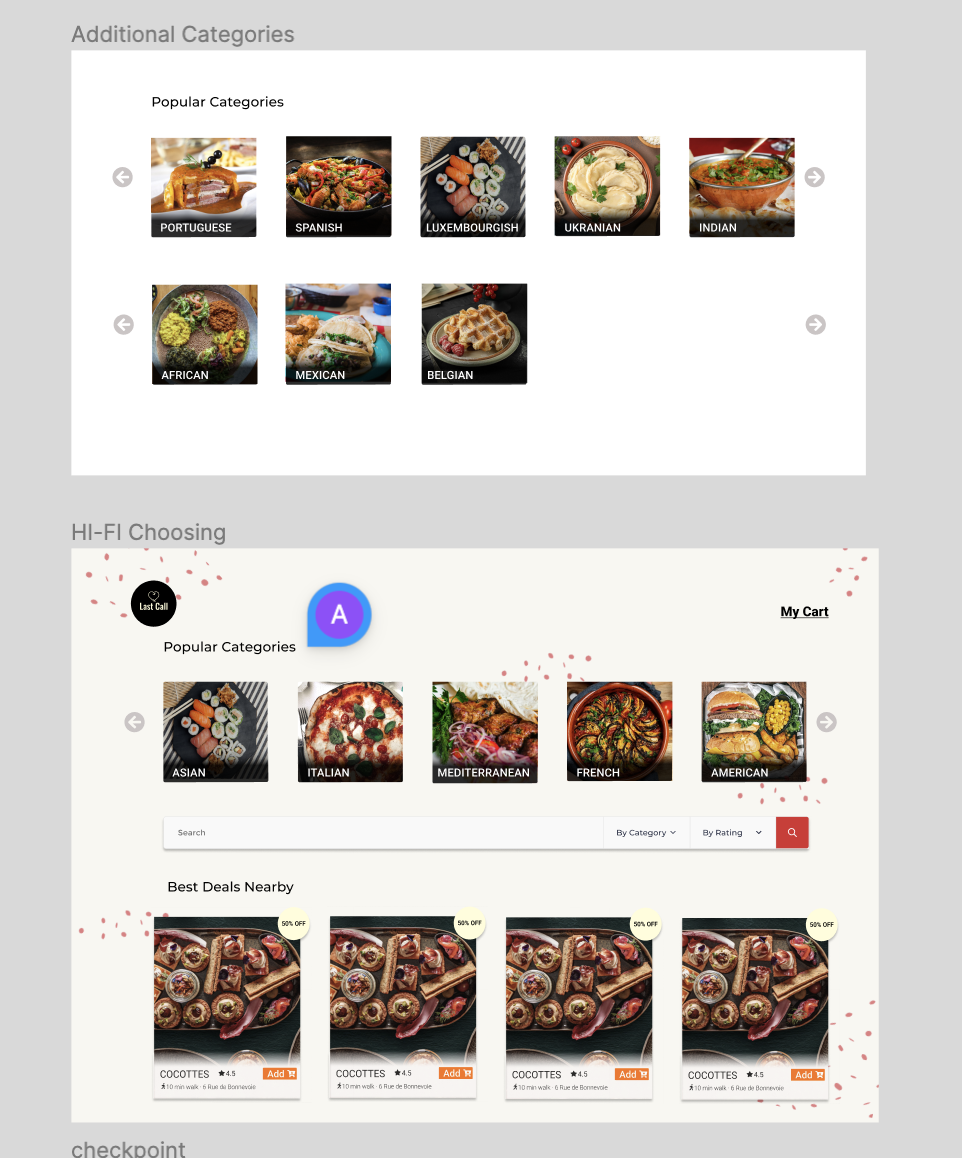 Additional Categories
Popular Categories
PORTUGUESE
SPANISH
LUXEMBOURGISH
UKRANIAN
INDIAN
AFRICAN
MEXICAN
BELGIAN
HI-FI Choosing
Last Call
A
My Cart
Popular Categories
ASIAN
ITALIAN
MEDITERRANEAN
FRENCH
AMERICAN
Search
By Category
By Rating
Best Deals Nearby
50% OFF
50% OFF
50% OFF
50% OFF
COCOTTES 4.5 Add
10 min walk · 6 Rue de Bonnevoie
COCOTTES 4.5 Add
10 min walk · 6 Rue de Bonnevoie
COCOTTES 4.5 Add
10 min walk · 6 Rue de Bonnevoie
COCOTTES 4.5 Add
10 min walk · 6 Rue de Bonnevoie
checkpoint